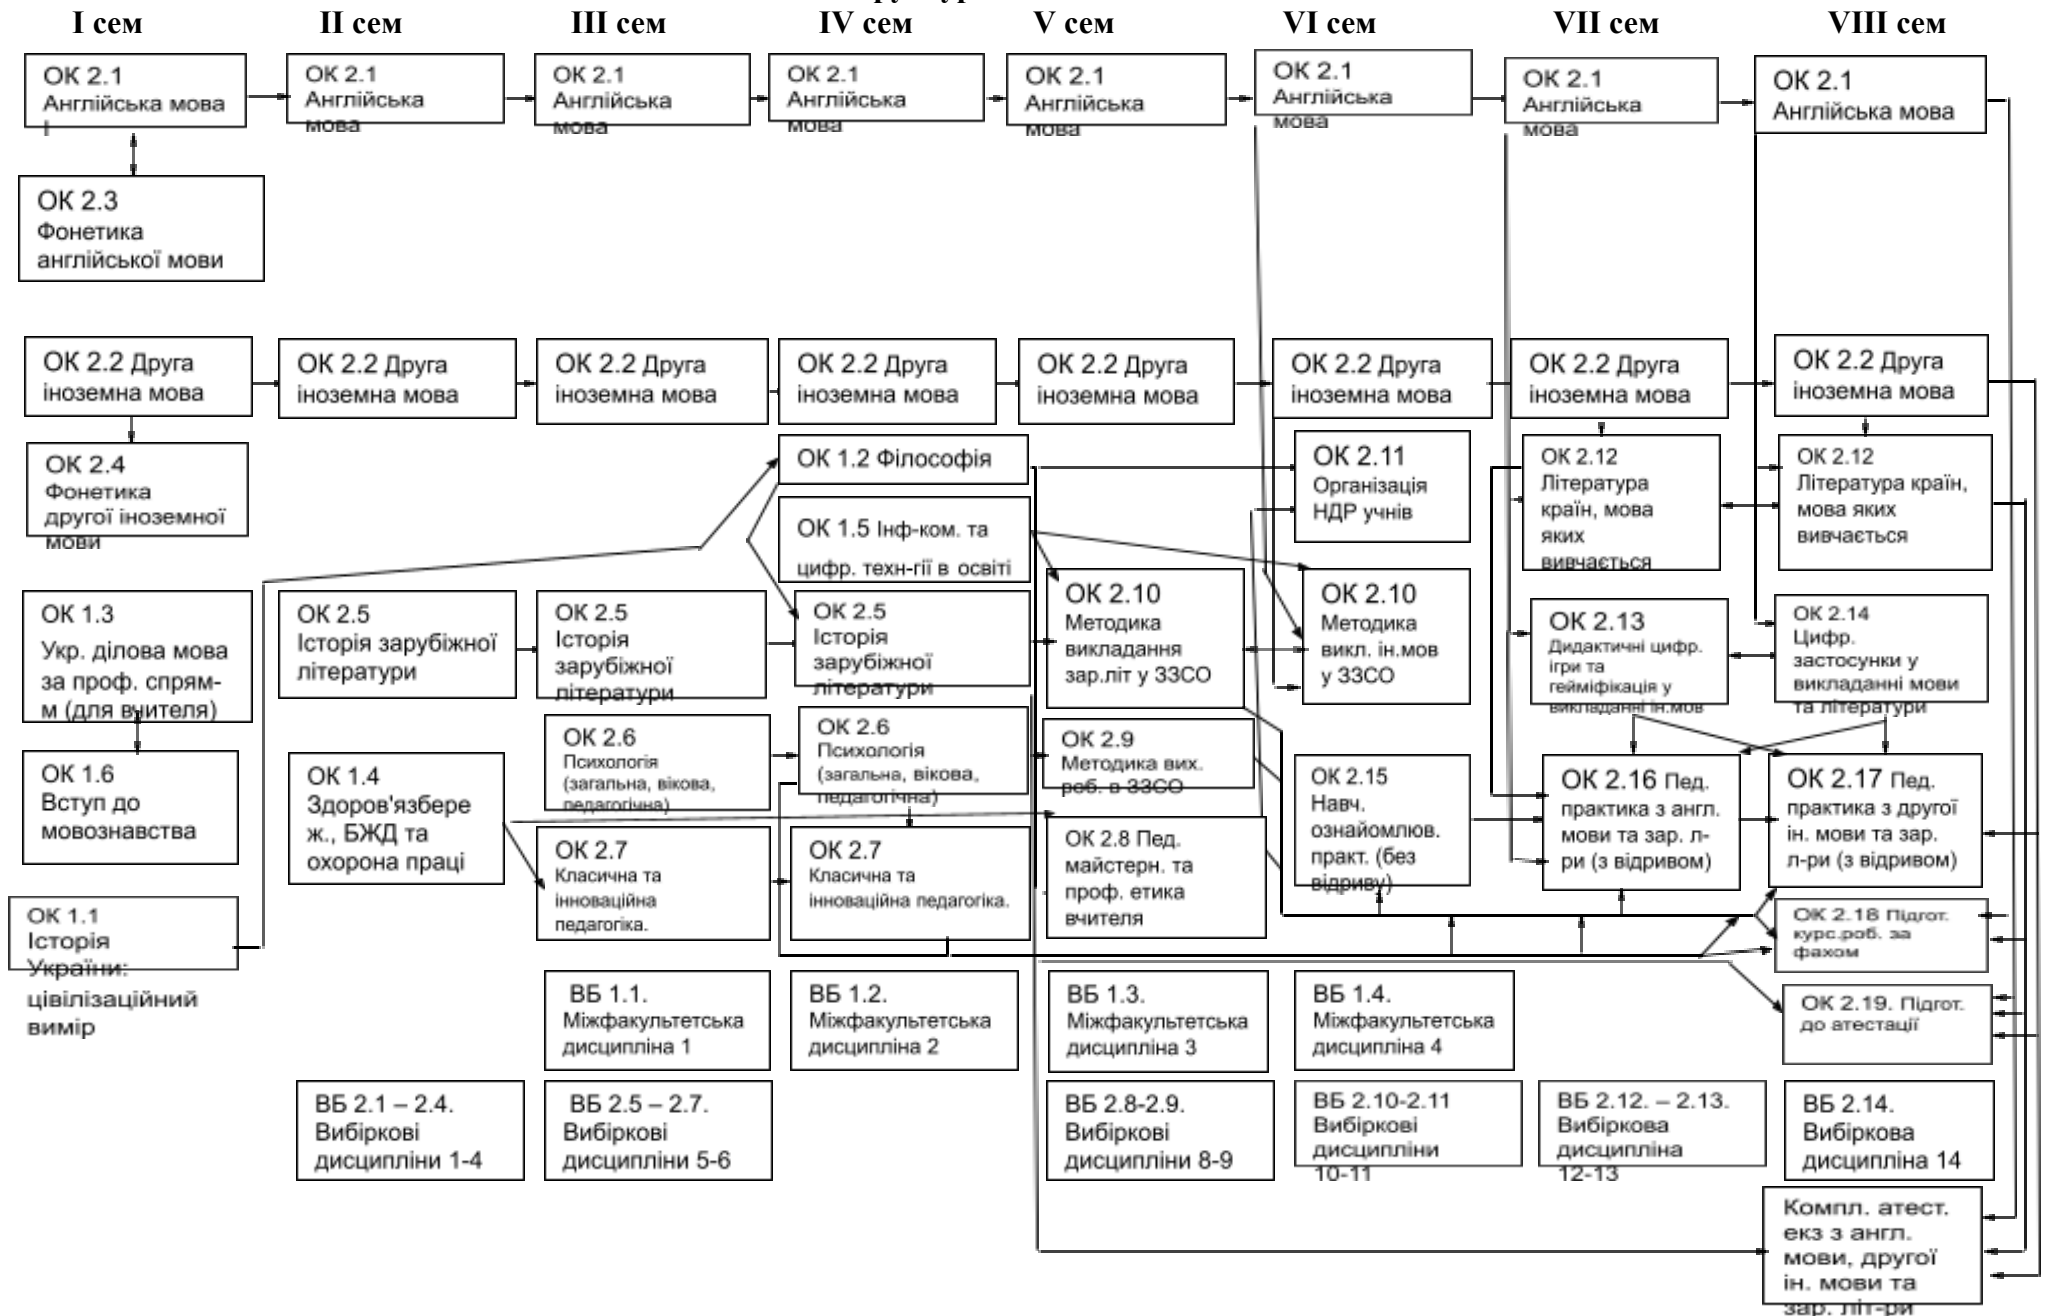 I сем
II сем
III сем
IV сем
V сем
VI сем
VII сем
VIII сем
ОК 2.1
Англійська мова
І
ОК 2.1
Англійська
мова
ОК 2.1
Англійська
мова
ОК 2.1
Англійська
мова
ОК 2.1
Англійська
мова
ОК 2.1
Англійська
мова
ОК 2.1
Англійська
мова
ОК 2.1
Англійська мова
ОК 2.3
Фонетика
англійської мови
ОК 2.2 Друга
іноземна мова
ОК 2.2 Друга
іноземна мова
ОК 2.2 Друга
іноземна мова
ОК 2.2 Друга
іноземна мова
ОК 2.2 Друга
іноземна мова
ОК 2.2 Друга
іноземна мова
ОК 2.2 Друга
іноземна мова
ОК 2.2 Друга
іноземна мова
ОК 2.4
Фонетика
другої іноземної
мови
ОК 1.2 Філософія
ОК 2.11
Організація
НДР учнів
ОК 2.12
Література
країн, мова
яких
вивчається
ОК 2.12
Література країн,
мова яких
вивчається
ОК 1.5 Інф-ком. та
цифр. техн-гії в освіті
ОК 1.3
Укр. ділова мова
за проф. спрям-
м (для вчителя)
ОК 2.5
Історія зарубіжної
літератури
ОК 2.5
Історія
зарубіжної
літератури
ОК 2.5
Історія
зарубіжної
літератури
ОК 2.10
Методика
викладання
зар.літ у ЗЗСО
ОК 2.10
Методика
викл. ін.мов
у ЗЗСО
ОК 2.13
Дидактичні цифр.
ігри та
гейміфікація у
викладанні ін.мов
ОК 2.14
Цифр.
застосунки у
викладанні мови
та літератури
ОК 1.6
Вступ до
мовознавства
ОК 1.4
Здоров'язбере
ж., БЖД та
охорона праці
ОК 2.6
Психологія
(загальна, вікова,
педагогічна)
ОК 2.6
Психологія
(загальна, вікова,
педагогічна)
ОК 2.9
Методика вих.
роб. в ЗЗСО
ОК 2.15
Навч.
ознайомлюв.
практ. (без
відриву)
ОК 2.16 Пед.
практика з англ.
мови та зар. л-
ри (з відривом)
ОК 2.17 Пед.
практика з другої
ін. мови та зар.
л-ри (з відривом)
ОК 2.7
Класична та
інноваційна
педагогіка.
ОК 2.7
Класична та
інноваційна педагогіка.
ОК 2.8 Пед.
майстерн. та
проф. етика
вчителя
ОК 1.1
Історія
України:
цівілізаційний
вимір
ОК 2.18 Підгот.
курс.роб. за
фахом
ВБ 1.1.
Міжфакультетська
дисципліна 1
ВБ 1.2.
Міжфакультетська
дисципліна 2
ВБ 1.3.
Міжфакультетська
дисципліна 3
ВБ 1.4.
Міжфакультетська
дисципліна 4
ОК 2.19. Підгот.
до атестації
ВБ 2.1 – 2.4.
Вибіркові
дисципліни 1-4
ВБ 2.5 – 2.7.
Вибіркові
дисципліни 5-6
ВБ 2.8-2.9.
Вибіркові
дисципліни 8-9
ВБ 2.10-2.11
Вибіркові
дисципліни
10-11
ВБ 2.12. – 2.13.
Вибіркова
дисципліна
12-13
ВБ 2.14.
Вибіркова
дисципліна 14
Компл. атест.
екз з англ.
мови, другої
ін. мови та
зар. літ-ри